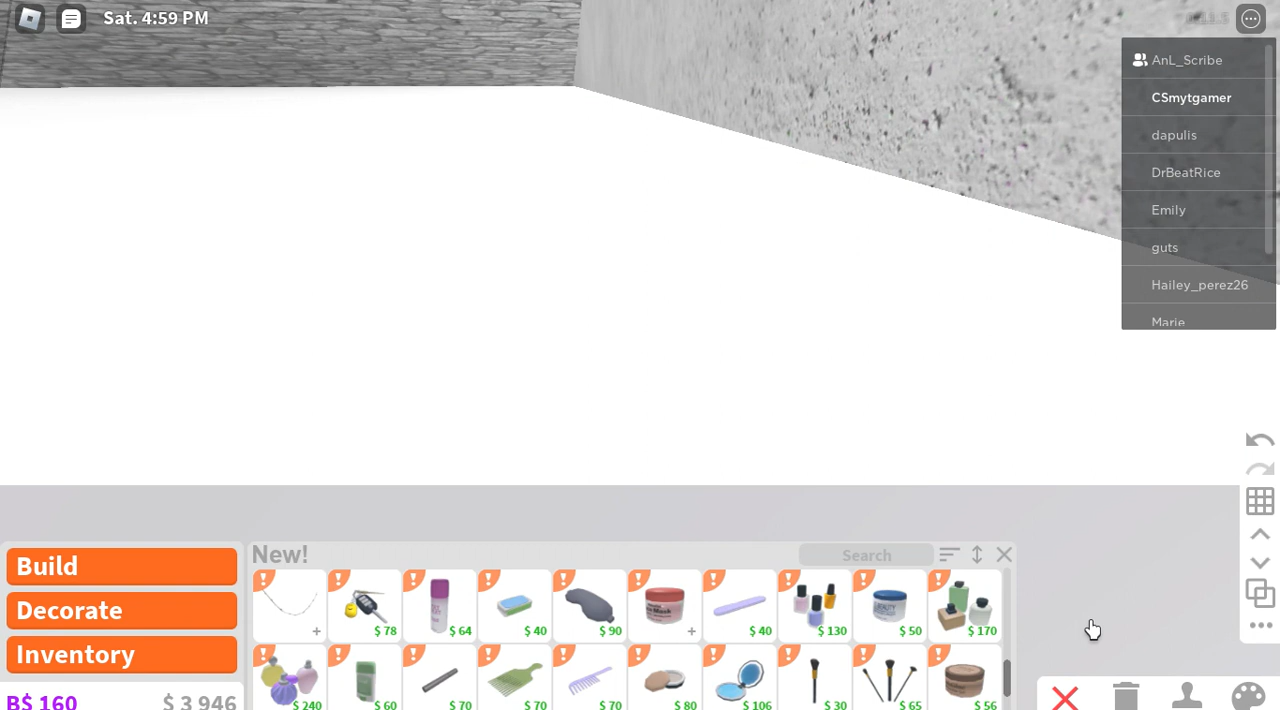 Sat. 4:59 PM
AnL_Scribe
CSmytgamer
dapulis
DrBeatRice
Emily
guts
Hailey_perez26
Marie
Build
Decorate
Inventory
B$ 160 $ 3 946
New! Search
+ $ 78 $ 64 $ 40 $ 90 + $ 40 $ 130 $ 50 $ 170
$ 240 $ 60 $ 70 $ 70 $ 70 $ 80 $ 106 $ 30 $ 65 $ 56